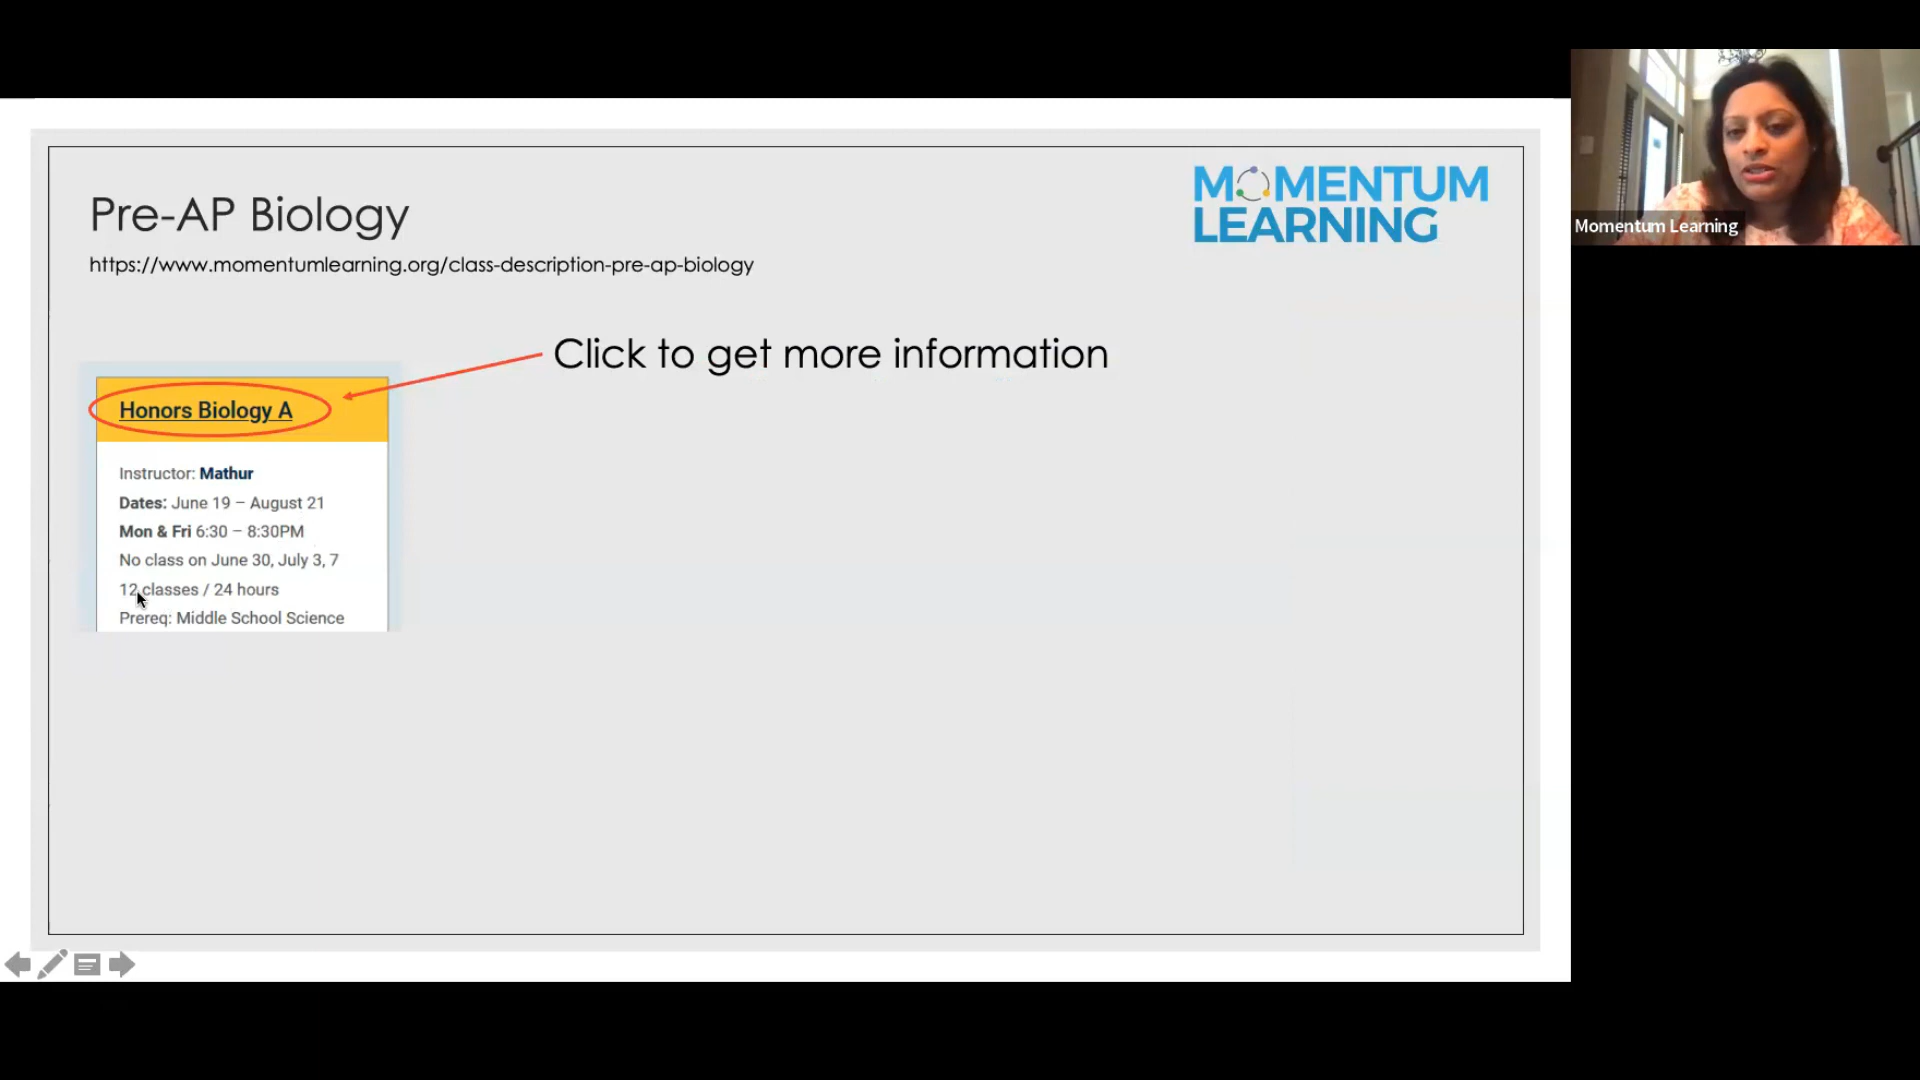 Pre-AP Biology
https://www.momentumlearning.org/class-description-pre-ap-biology
MOMENTUM
LEARNING
Momentum Learning
Click to get more information
Honors Biology A
Instructor: Mathur
Dates: June 19 – August 21
Mon & Fri 6:30 – 8:30PM
No class on June 30, July 3, 7
12 classes / 24 hours
Prereq: Middle School Science